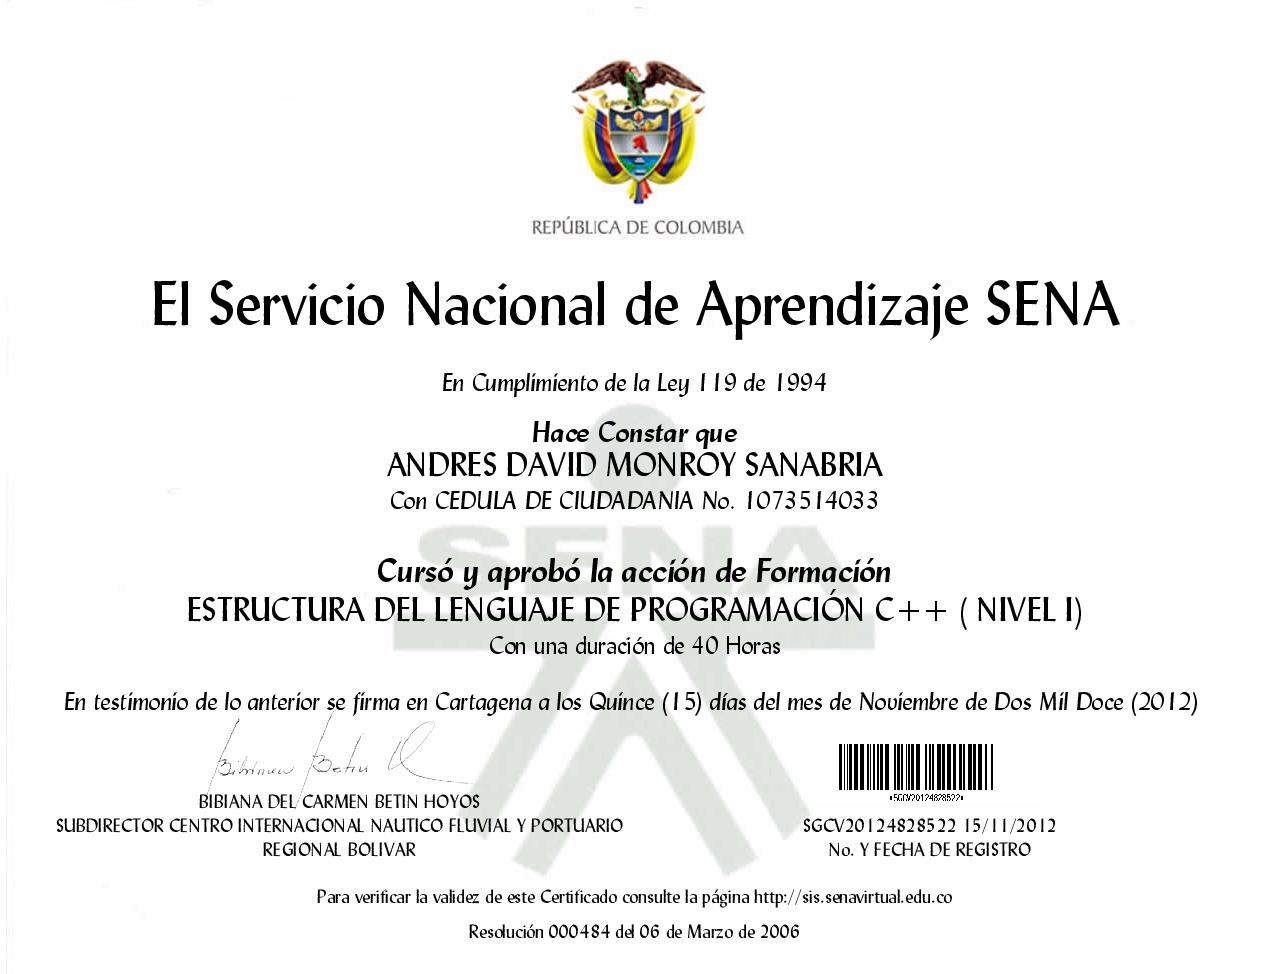 REPÚBLICA DE COLOMBIA
El Servicio Nacional de Aprendizaje SENA
En Cumplimiento de la Ley 119 de 1994
Hace Constar que
ANDRES DAVID MONROY SANABRIA
Con CEDULA DE CIUDADANIA No. 1073514033
SENA
Cursó y aprobó la acción de Formación
ESTRUCTURA DEL LENGUAJE DE PROGRAMACIÓN C++ ( NIVEL I)
Con una duración de 40 Horas
En testimonio de lo anterior se firma en Cartagena a los Quince (15) días del mes de Noviembre de Dos Mil Doce (2012)
Bibiana Betin
*SGCV20124828522*
BIBIANA DEL CARMEN BETIN HOYOS
SUBDIRECTOR CENTRO INTERNACIONAL NAUTICO FLUVIAL Y PORTUARIO
REGIONAL BOLIVAR
SGCV20124828522 15/11/2012
No. Y FECHA DE REGISTRO
Para verificar la validez de este Certificado consulte la página http://sis.senavirtual.edu.co
Resolución 000484 del 06 de Marzo de 2006